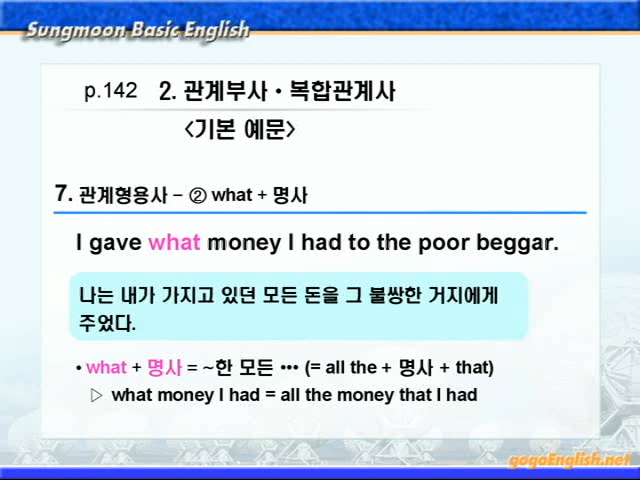 Sungmoon Basic English
p.142 2. 관계부사·복합관계사
<기본 예문>
7. 관계형용사 – ② what + 명사
I gave what money I had to the poor beggar.
나는 내가 가지고 있던 모든 돈을 그 불쌍한 거지에게
주었다.
• what + 명사 = ~한 모든 ··· (= all the + 명사 + that)
▷ what money I had = all the money that I had
gogoEnglish.net